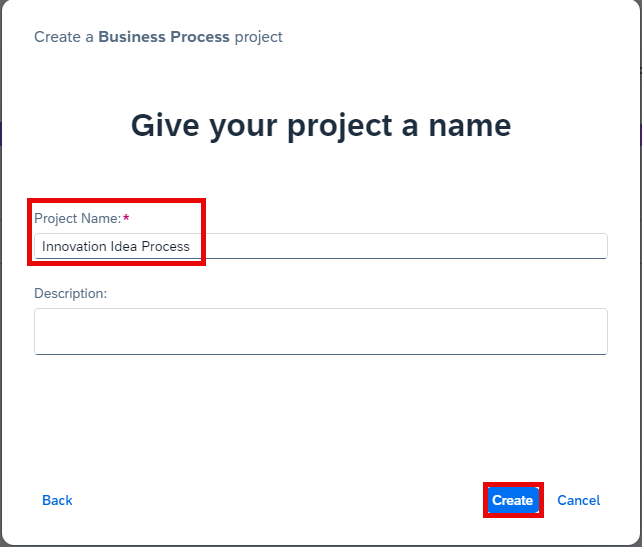 Create a Business Process project
Give your project a name
Project Name:*
Innovation Idea Process
Description:
Back Create Cancel